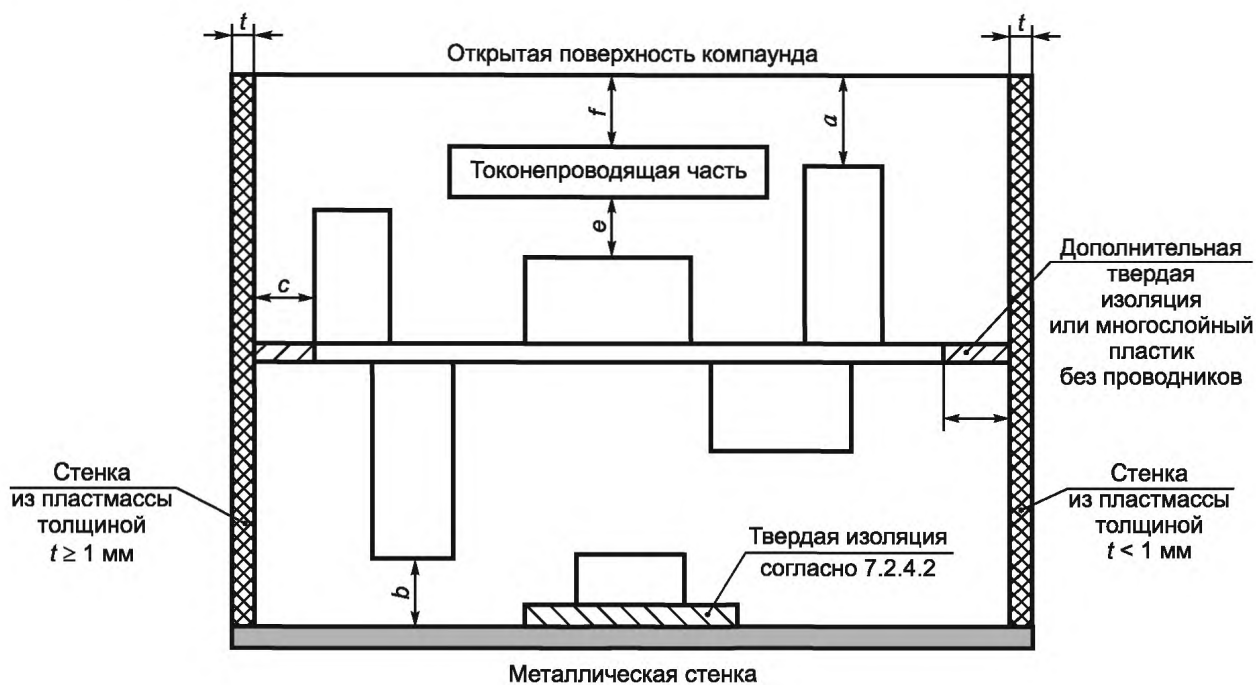 t
t
Открытая поверхность компаунда
f
a
Токонепроводящая часть
e
c
Дополнительная
твердая
изоляция
или многослойный
пластик
без проводников
Стенка
из пластмассы
толщиной
t ≥ 1 мм
Стенка
из пластмассы
толщиной
t < 1 мм
Твердая изоляция
согласно 7.2.4.2
b
Металлическая стенка